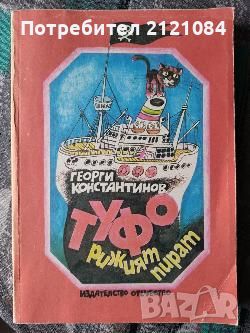 Потребител 2121084
ГЕОРГИ
КОНСТАНТИНОВ
ТУФО
РИЖИЯТ
пират
ИЗДАТЕЛСТВО ОТЕЧЕСТВО
bazar